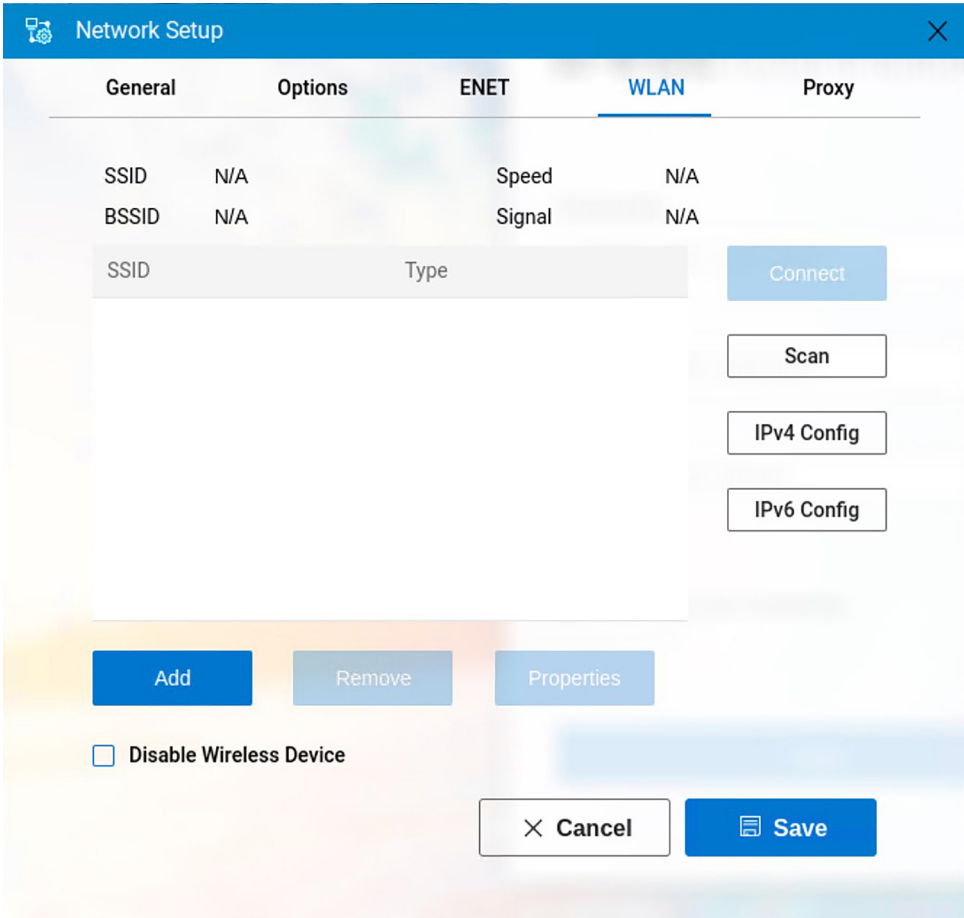 Network Setup
General Options ENET WLAN Proxy
SSID N/A Speed N/A
BSSID N/A Signal N/A
SSID Type
Connect
Scan
IPv4 Config
IPv6 Config
Add Remove Properties
Disable Wireless Device
Cancel Save